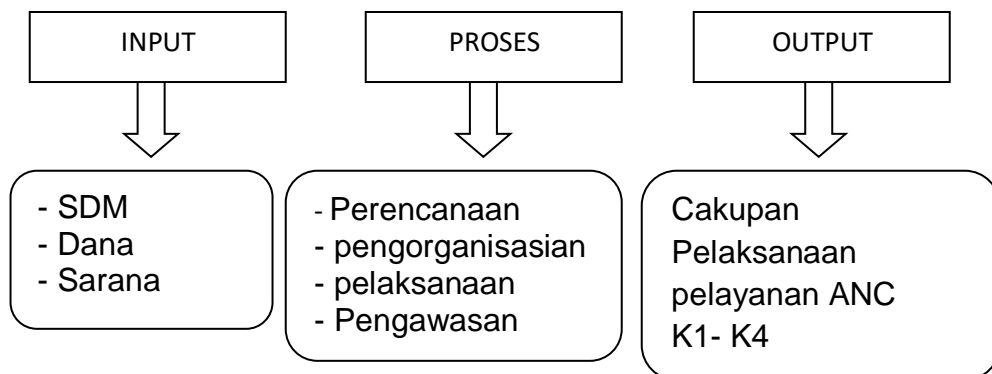 INPUT
PROSES
OUTPUT
- SDM
- Dana
- Sarana
- Perencanaan
- pengorganisasian
- pelaksanaan
- Pengawasan
Cakupan
Pelaksanaan
pelayanan ANC
K1- K4